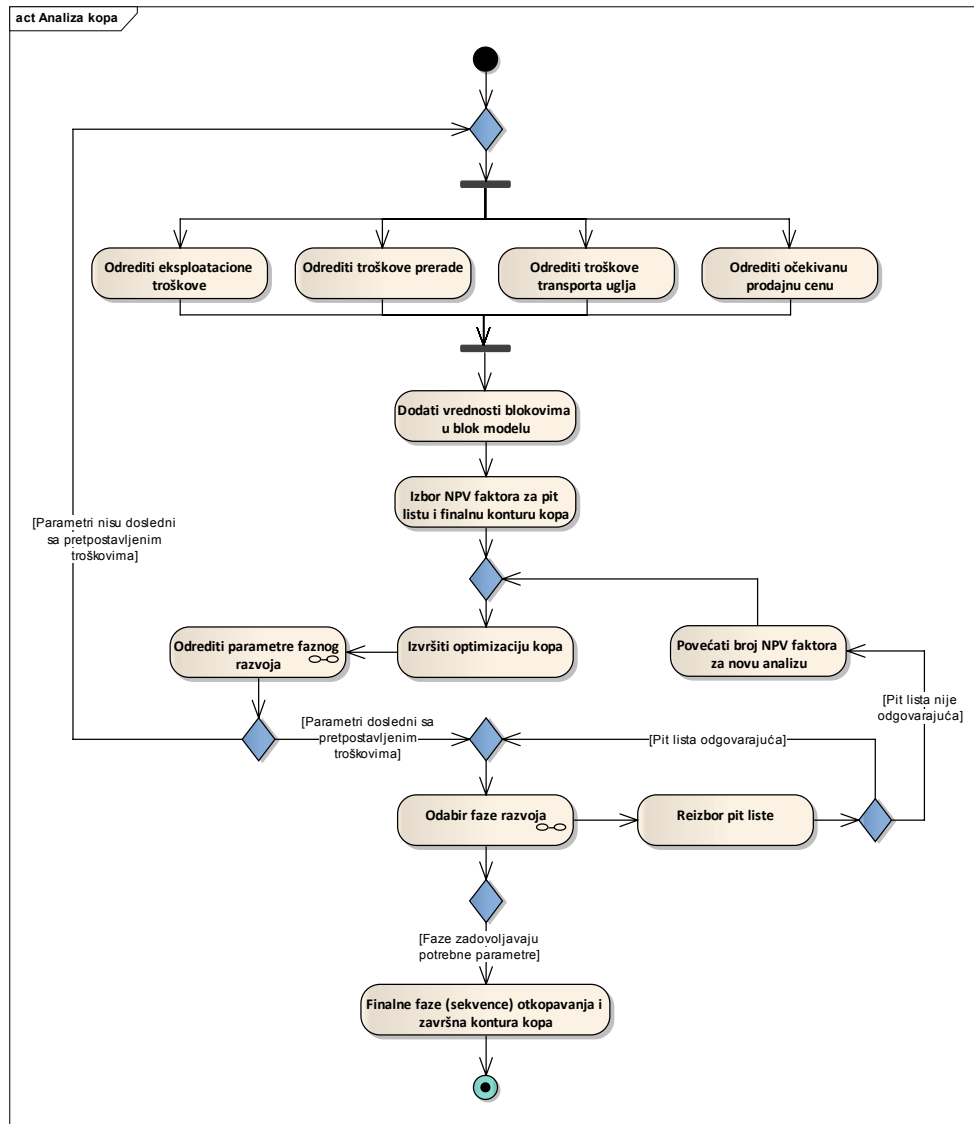 act Analiza kopa
Odrediti eksploatacione
troškove
Odrediti troškove prerade
Odrediti troškove
transporta uglja
Odrediti očekivanu
prodajnu cenu
Dodati vrednosti blokovima
u blok modelu
Izbor NPV faktora za pit
listu i finalnu konturu kopa
[Parametri nisu dosledni
sa pretpostavljenim
troškovima]
Odrediti parametre faznog
razvoja
Izvršiti optimizaciju kopa
Povećati broj NPV faktora
za novu analizu
[Pit lista nije
odgovarajuća]
[Parametri dosledni sa
pretpostavljenim
troškovima]
[Pit lista odgovarajuća]
Odabir faze razvoja
Reizbor pit liste
[Faze zadovoljavaju
potrebne parametre]
Finalne faze (sekvence) otkopavanja i
završna kontura kopa